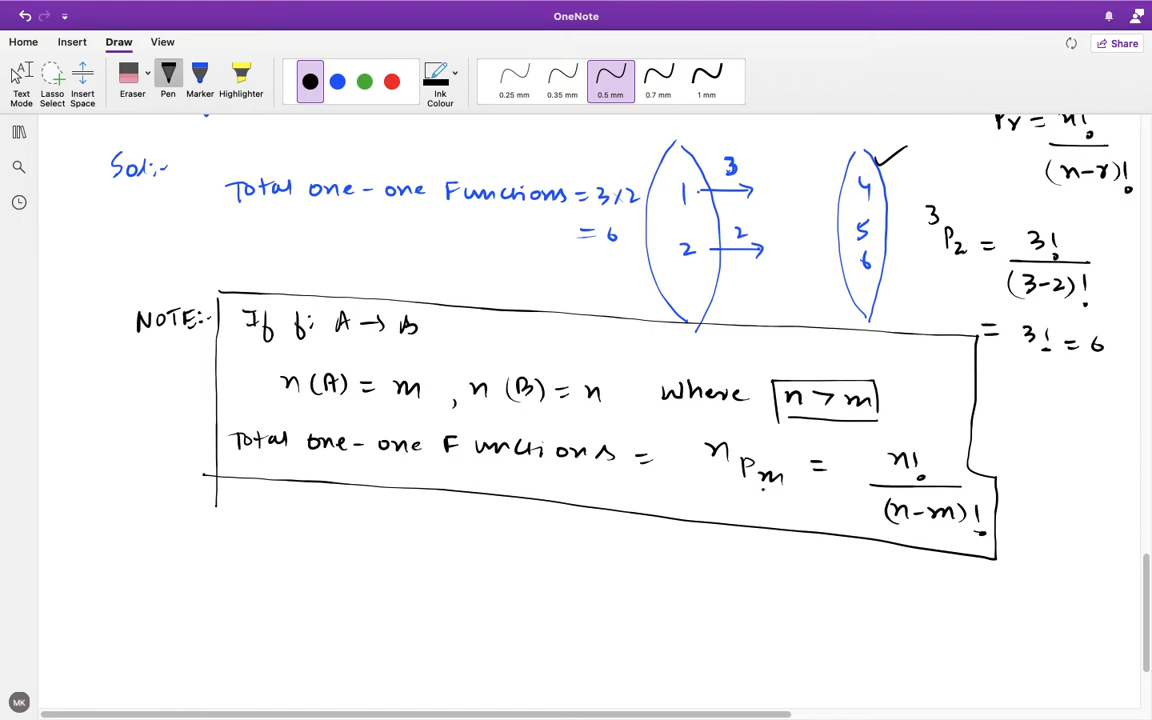 OneNote
Home Insert Draw View
Share
Text Mode
Lasso Select
Insert Space
Eraser
Pen
Marker
Highlighter
Ink Colour
0.25 mm 0.35 mm 0.5 mm 0.7 mm 1 mm
Pr = n!
(n-r)!
Sol:-
Total one-one Functions = 3x2
= 6
1 3
2 2
4
5
6
3P2 = 3!
(3-2)!
= 3! = 6
NOTE:- If f: A → B
n(A) = m , n(B) = n where n > m
Total one-one Functions = nPm = n!
(n-m)!
MK